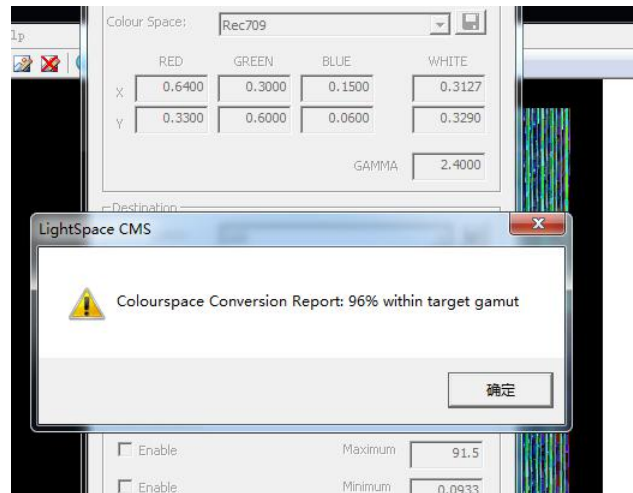 lp
Colour Space: Rec709
RED GREEN BLUE WHITE
X 0.6400 0.3000 0.1500 0.3127
Y 0.3300 0.6000 0.0600 0.3290
GAMMA 2.4000
Destination
LightSpace CMS
Colourspace Conversion Report: 96% within target gamut
确定
Enable Maximum 91.5
Enable Minimum 0.0933